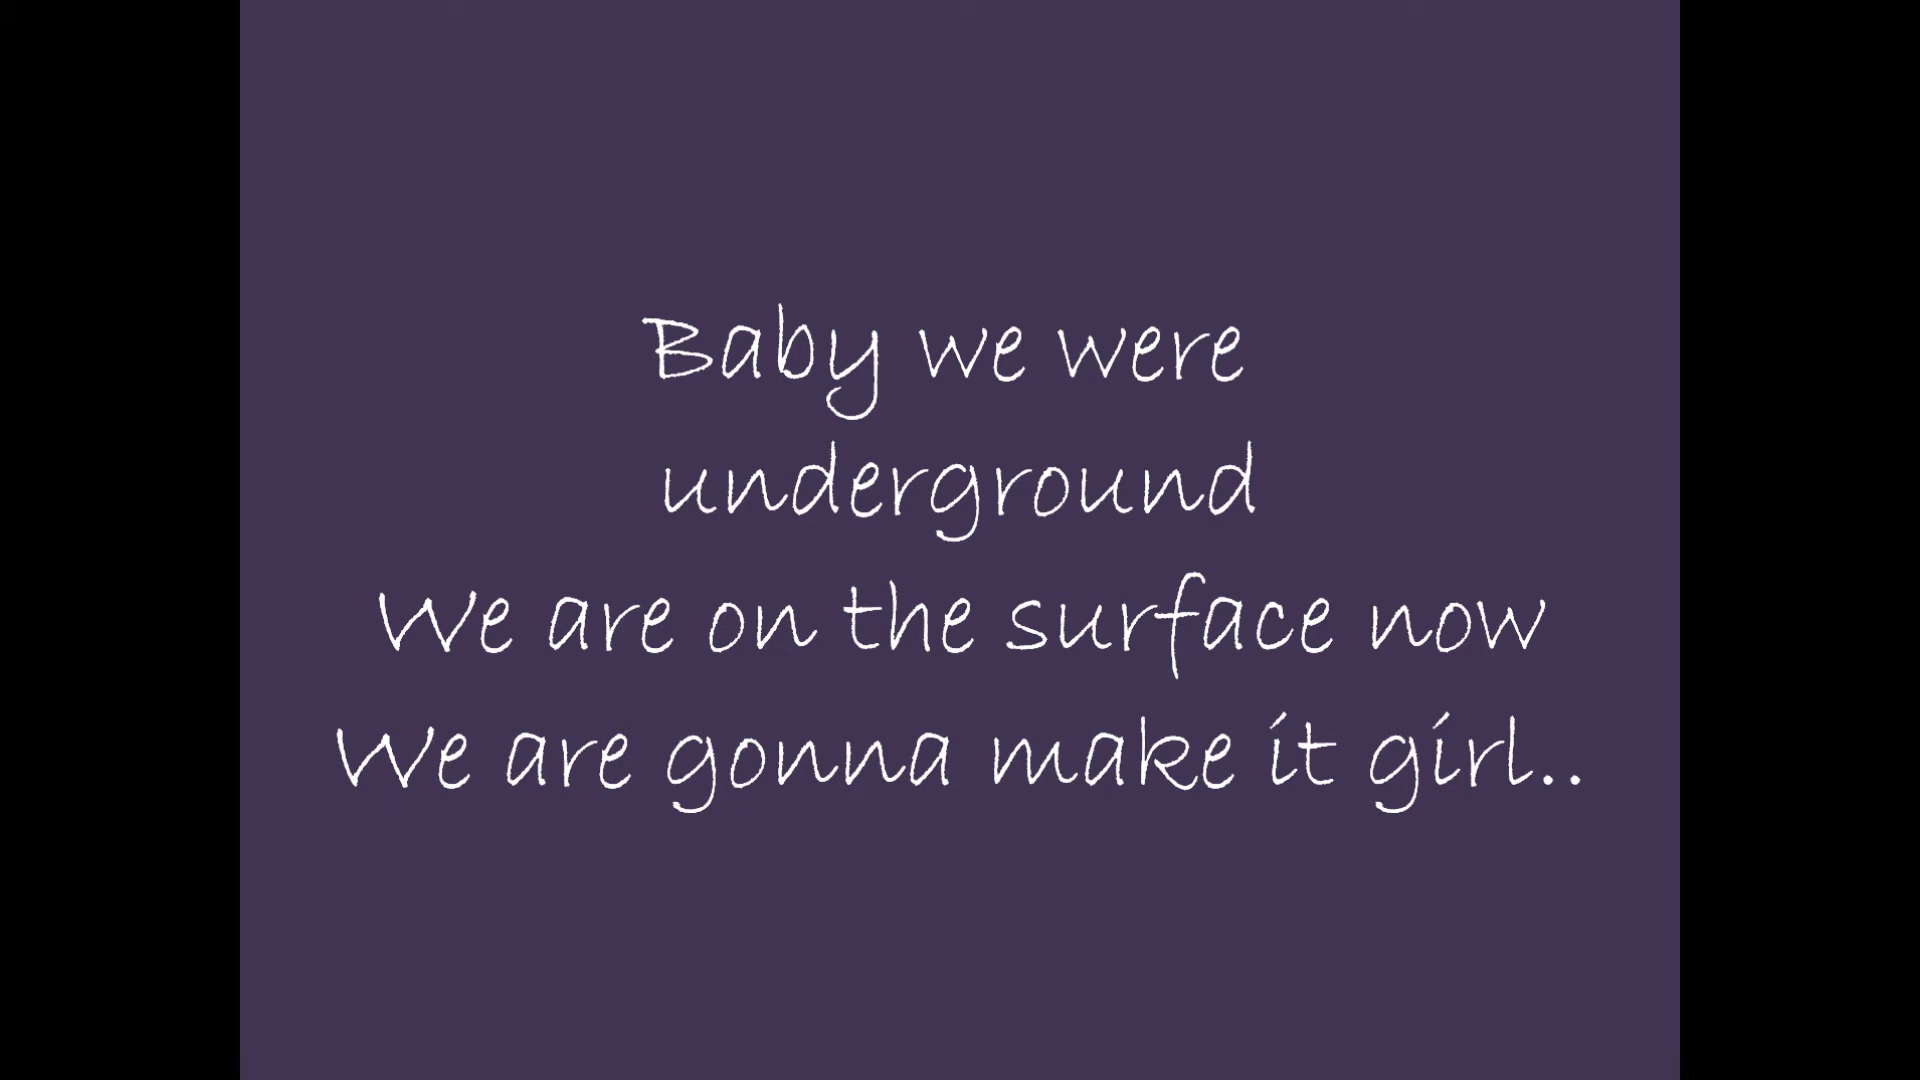 Baby we were
underground
We are on the surface now
We are gonna make it girl..